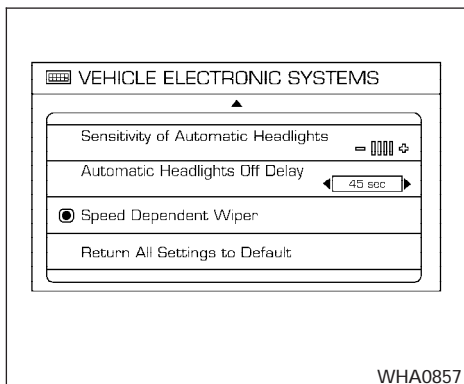 VEHICLE ELECTRONIC SYSTEMS
Sensitivity of Automatic Headlights
Automatic Headlights Off Delay
45 sec
Speed Dependent Wiper
Return All Settings to Default
WHA0857